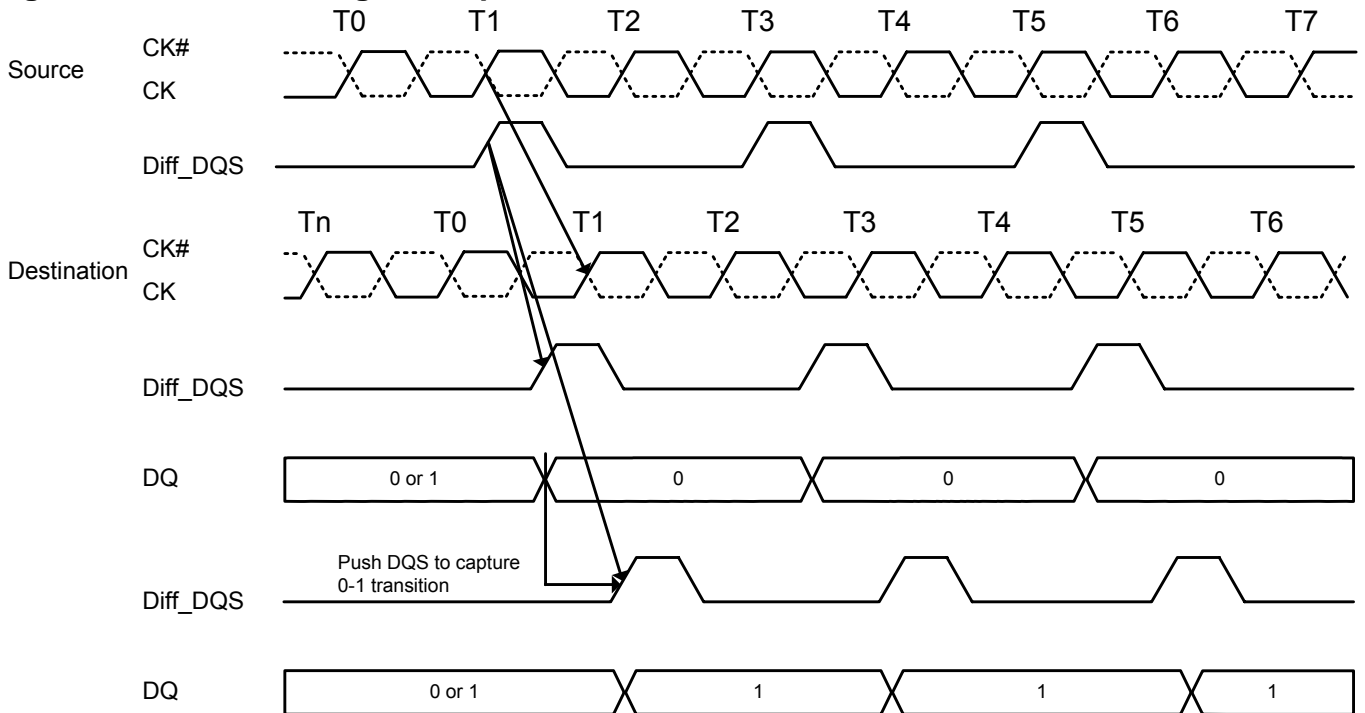 T0 T1 T2 T3 T4 T5 T6 T7
CK#
Source
CK
Diff_DQS
Tn T0 T1 T2 T3 T4 T5 T6
CK#
Destination
CK
Diff_DQS
DQ 0 or 1 0 0 0
Push DQS to capture
0-1 transition
Diff_DQS
DQ 0 or 1 1 1 1